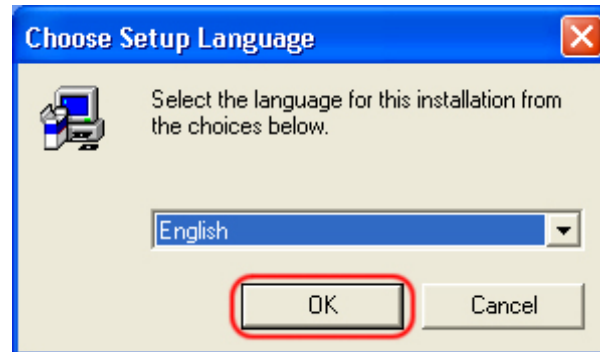 Choose Setup Language
Select the language for this installation from
the choices below.
English
OK
Cancel